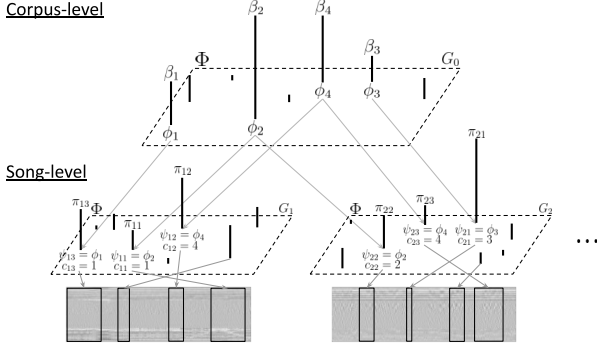 Corpus-level
β₂ β₄
β₃
Φ G₀
β₁
ϕ₄ ϕ₃
ϕ₁ ϕ₂
π₂₁
Song-level
π₁₂
π₁₃ Φ π₁₁ G₁
ψ₁₂ = ϕ₄
c₁₂ = 4
ψ₁₃ = ϕ₁ ψ₁₁ = ϕ₂
c₁₃ = 1 c₁₁ = 1
Φ π₂₂ π₂₃ G₂
ψ₂₃ = ϕ₄ ψ₂₁ = ϕ₃
c₂₃ = 4 c₂₁ = 3
ψ₂₂ = ϕ₂
c₂₂ = 2
...